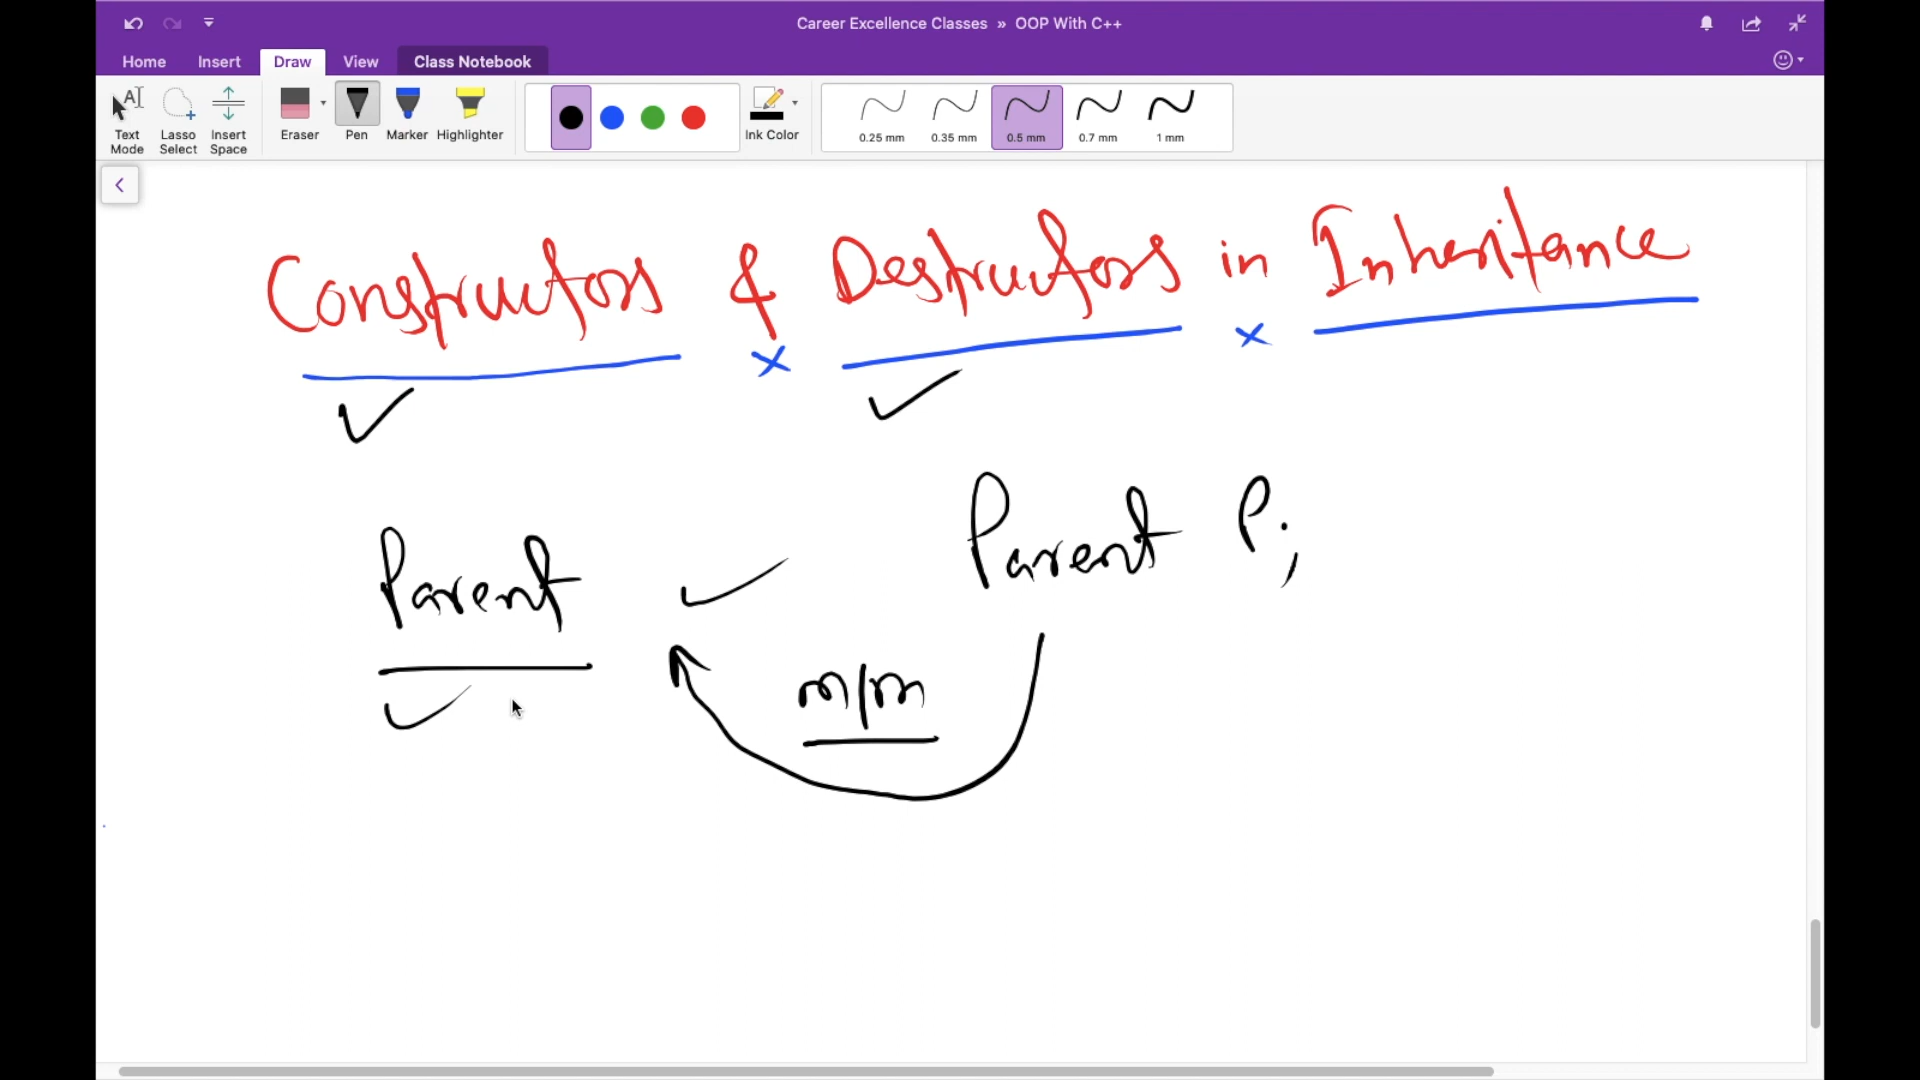 Career Excellence Classes » OOP With C++
Home Insert Draw View Class Notebook
Text Mode Lasso Select Insert Space Eraser Pen Marker Highlighter Ink Color 0.25 mm 0.35 mm 0.5 mm 0.7 mm 1 mm
Constructors & Destructors in Inheritance
Parent Parent P;
m/m